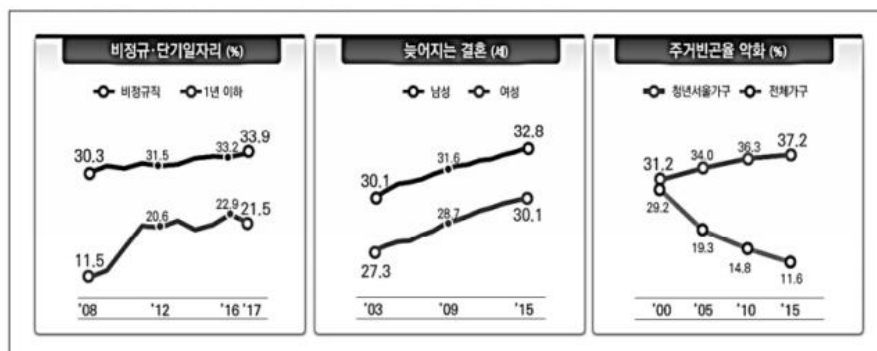 비정규·단기일자리 (%)
비정규직 1년 이하
30.3 31.5 33.2 33.9
11.5 20.6 22.9 21.5
'08 '12 '16 '17
늦어지는 결혼 (세)
남성 여성
30.1 31.6 32.8
27.3 28.7 30.1
'03 '09 '15
주거빈곤율 악화 (%)
청년서울가구 전체가구
31.2 34.0 36.3 37.2
29.2 19.3 14.8 11.6
'00 '05 '10 '15